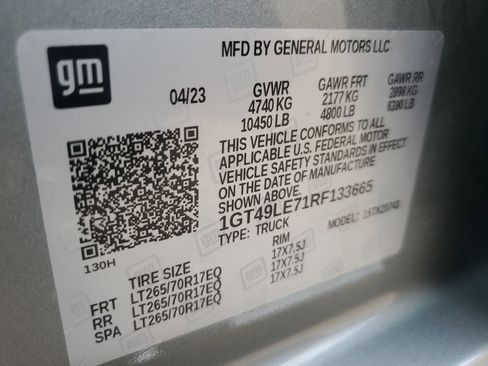 gm
MFD BY GENERAL MOTORS LLC
04/23 GVWR GAWR FRT GAWR RR
4740 KG 2177 KG 2898 KG
10450 LB 4800 LB 6390 LB
THIS VEHICLE CONFORMS TO ALL
APPLICABLE U.S. FEDERAL MOTOR
VEHICLE SAFETY STANDARDS IN EFFECT
ON THE DATE OF MANUFACTURE
SHOWN ABOVE.
1GT49LE71RF133665
TYPE: TRUCK MODEL:
130H
TIRE SIZE RIM
FRT LT265/70R17EQ 17X7.5J
RR LT265/70R17EQ 17X7.5J
SPA LT265/70R17EQ 17X7.5J